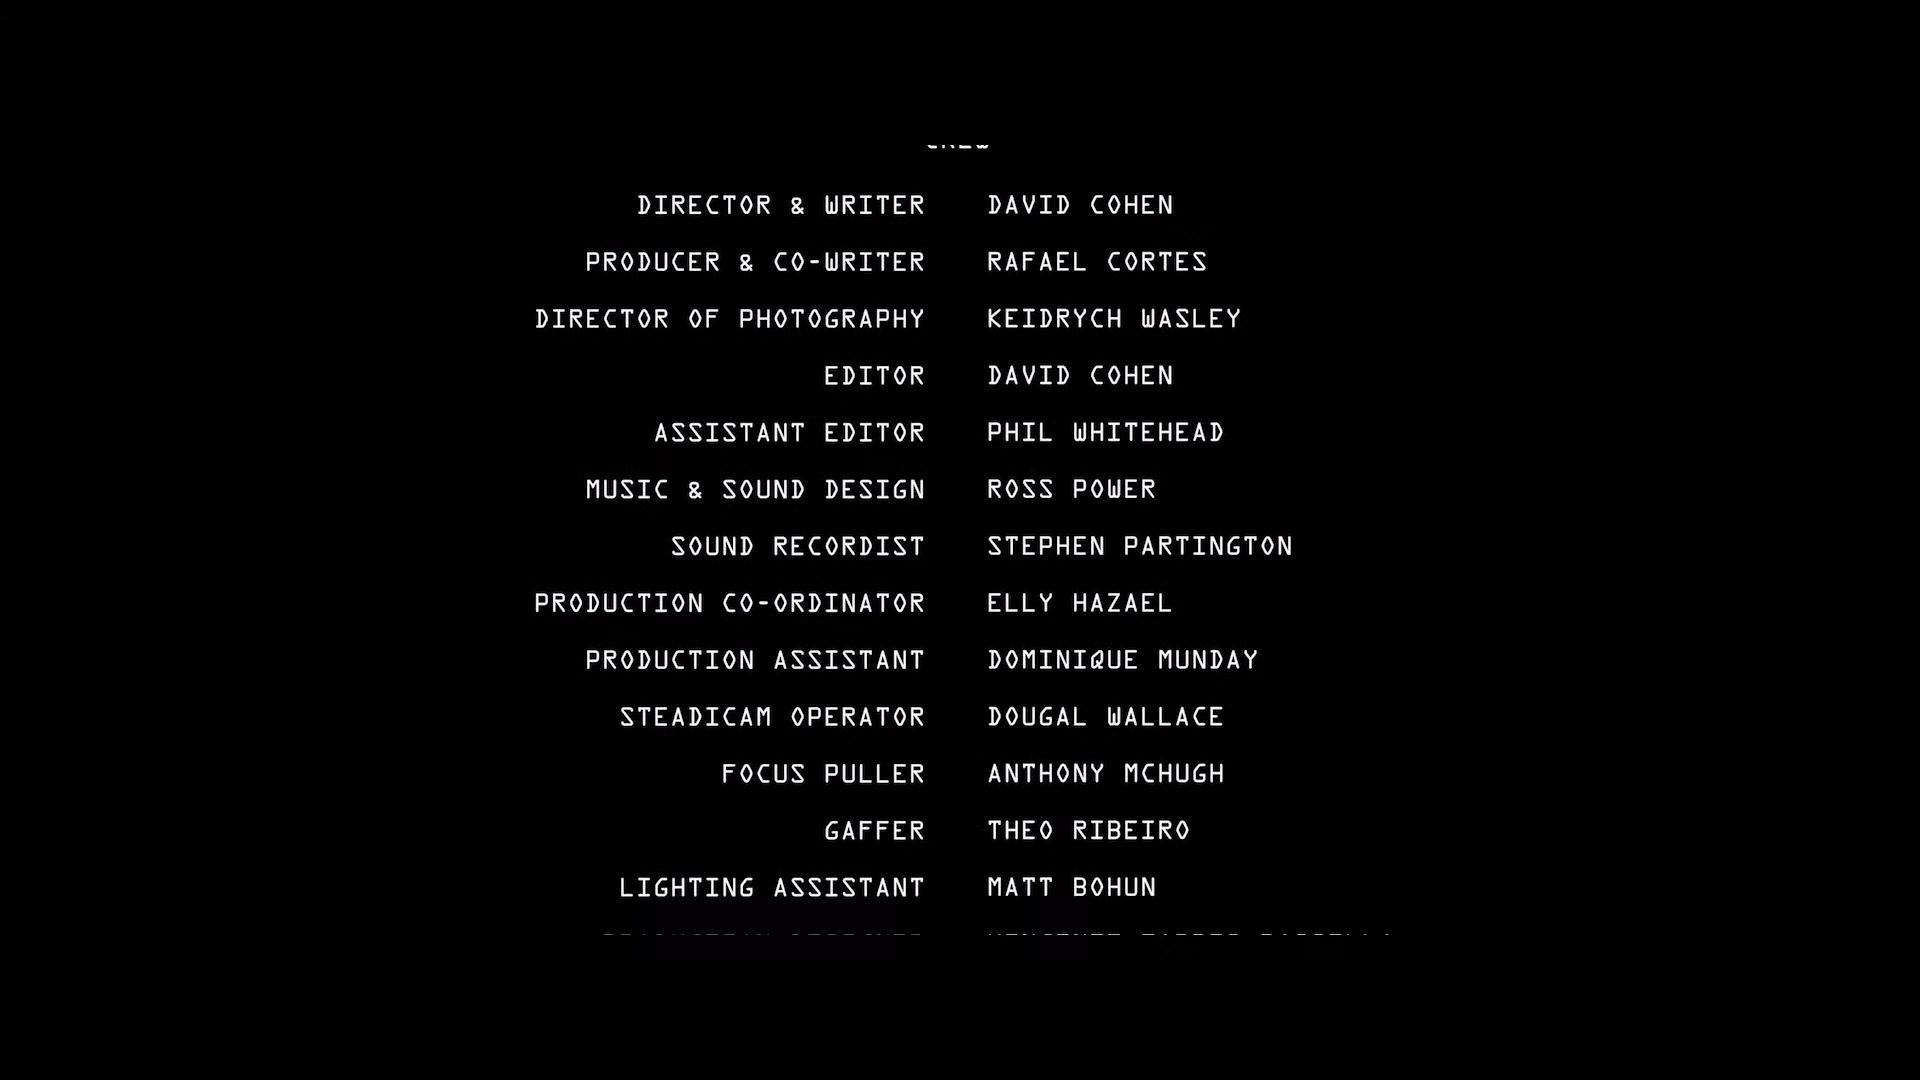 CREW
DIRECTOR & WRITER DAVID COHEN
PRODUCER & CO-WRITER RAFAEL CORTES
DIRECTOR OF PHOTOGRAPHY KEIDRYCH WASLEY
EDITOR DAVID COHEN
ASSISTANT EDITOR PHIL WHITEHEAD
MUSIC & SOUND DESIGN ROSS POWER
SOUND RECORDIST STEPHEN PARTINGTON
PRODUCTION CO-ORDINATOR ELLY HAZAEL
PRODUCTION ASSISTANT DOMINIQUE MUNDAY
STEADICAM OPERATOR DOUGAL WALLACE
FOCUS PULLER ANTHONY MCHUGH
GAFFER THEO RIBEIRO
LIGHTING ASSISTANT MATT BOHUN